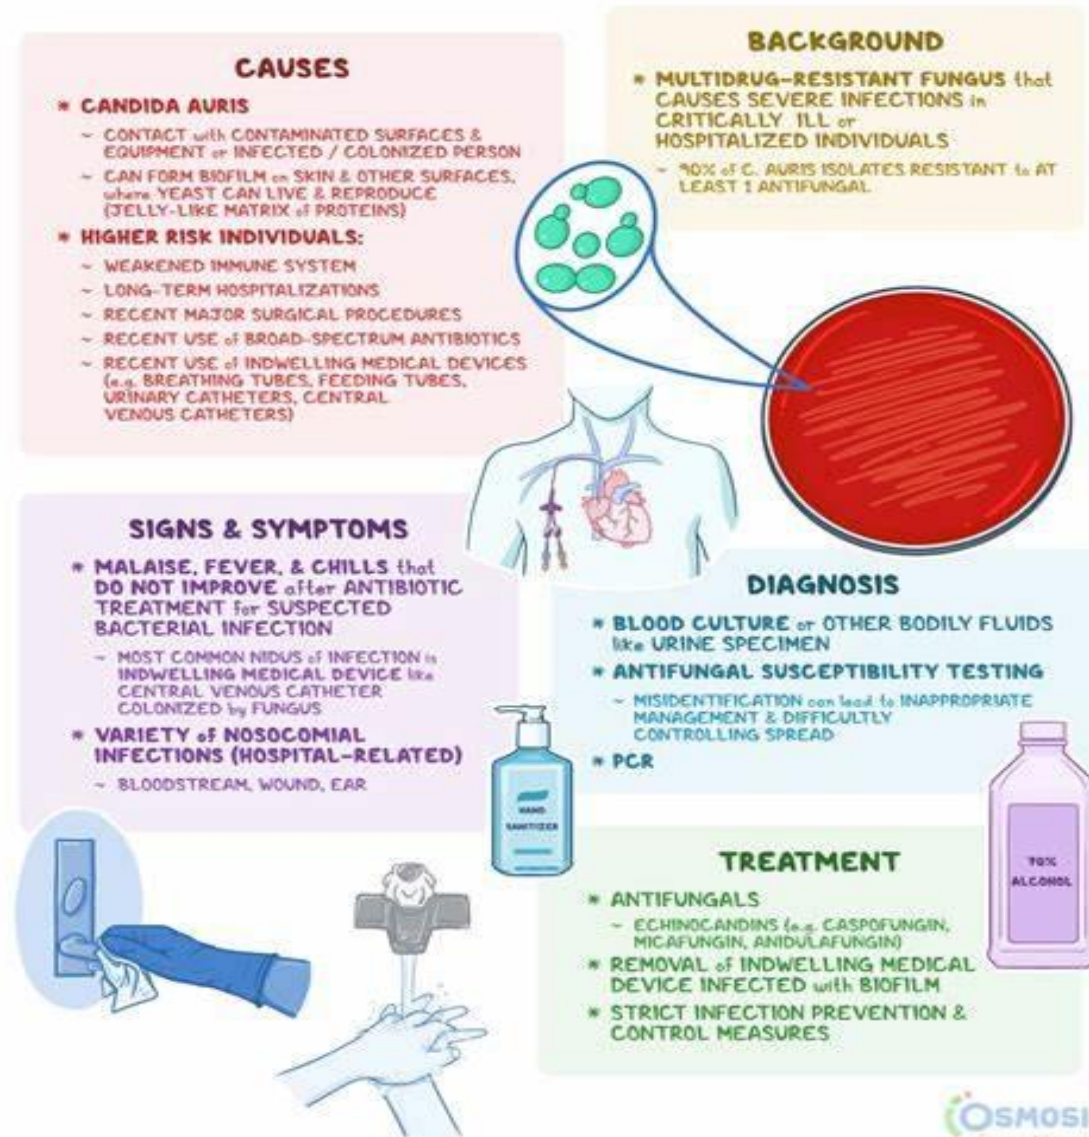 CAUSES
* CANDIDA AURIS
~ CONTACT with CONTAMINATED SURFACES &
EQUIPMENT or INFECTED / COLONIZED PERSON
~ CAN FORM BIOFILM on SKIN & OTHER SURFACES,
where YEAST CAN LIVE & REPRODUCE
(JELLY-LIKE MATRIX of PROTEINS)
* HIGHER RISK INDIVIDUALS:
~ WEAKENED IMMUNE SYSTEM
~ LONG-TERM HOSPITALIZATIONS
~ RECENT MAJOR SURGICAL PROCEDURES
~ RECENT USE of BROAD-SPECTRUM ANTIBIOTICS
~ RECENT USE of INDWELLING MEDICAL DEVICES
(e.g. BREATHING TUBES, FEEDING TUBES,
URINARY CATHETERS, CENTRAL
VENOUS CATHETERS)
BACKGROUND
* MULTIDRUG-RESISTANT FUNGUS that
CAUSES SEVERE INFECTIONS in
CRITICALLY ILL or
HOSPITALIZED INDIVIDUALS
~ 90% of C. AURIS ISOLATES RESISTANT to AT
LEAST 1 ANTIFUNGAL
SIGNS & SYMPTOMS
* MALAISE, FEVER, & CHILLS that
DO NOT IMPROVE after ANTIBIOTIC
TREATMENT for SUSPECTED
BACTERIAL INFECTION
~ MOST COMMON NIDUS of INFECTION is
INDWELLING MEDICAL DEVICE like
CENTRAL VENOUS CATHETER
COLONIZED by FUNGUS
* VARIETY of NOSOCOMIAL
INFECTIONS (HOSPITAL-RELATED)
~ BLOODSTREAM, WOUND, EAR
DIAGNOSIS
* BLOOD CULTURE or OTHER BODILY FLUIDS
like URINE SPECIMEN
* ANTIFUNGAL SUSCEPTIBILITY TESTING
~ MISIDENTIFICATION can lead to INAPPROPRIATE
MANAGEMENT & DIFFICULTLY
CONTROLLING SPREAD
* PCR
HAND
SANITIZER
TREATMENT
* ANTIFUNGALS
~ ECHINOCANDINS (e.g. CASPOFUNGIN,
MICAFUNGIN, ANIDULAFUNGIN)
* REMOVAL of INDWELLING MEDICAL
DEVICE INFECTED with BIOFILM
* STRICT INFECTION PREVENTION &
CONTROL MEASURES
70%
ALCOHOL
OSMOSI